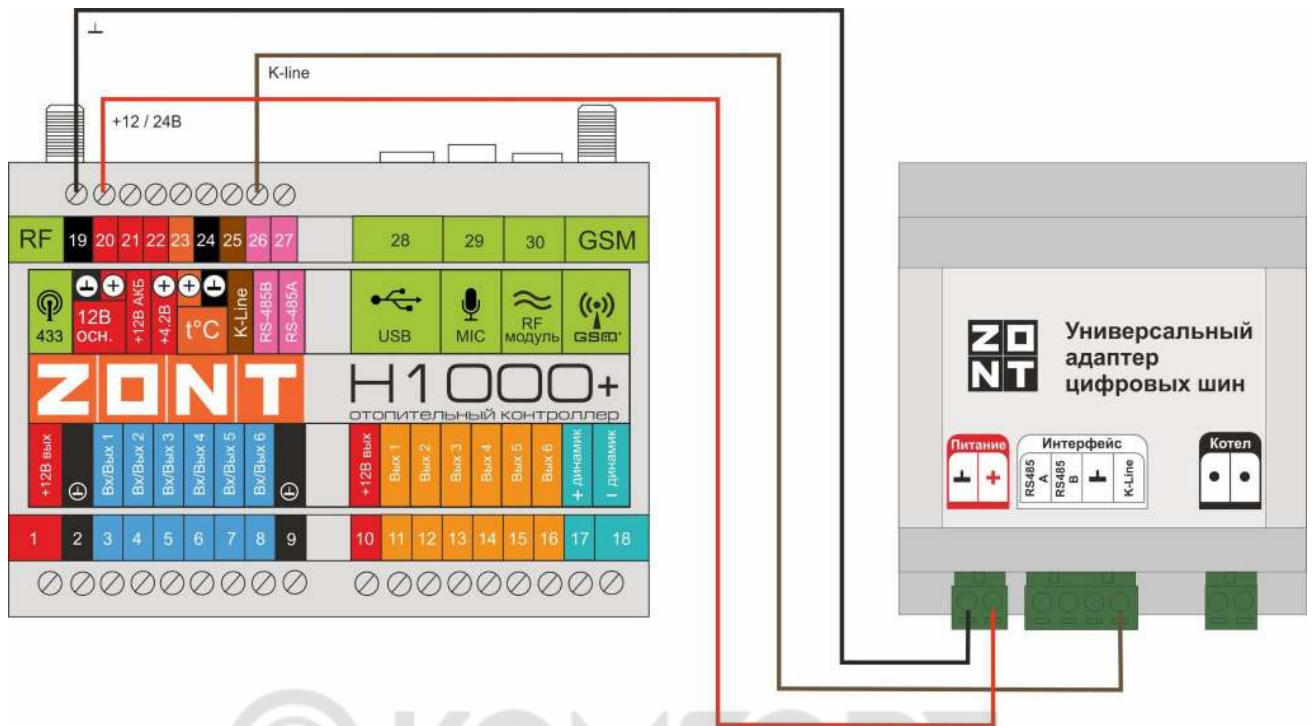 ⊥
K-line
+12 / 24В
RF 19 20 21 22 23 24 25 26 27 28 29 30 GSM
433
12В
осн.
+12В АКБ
+4.2В
t°C
K-Line
RS-485B
RS-485A
USB
MIC
RF
модуль
GSM
ZONT
H1000+
отопительный контроллер
+12В вых
Вх/Вых 1
Вх/Вых 2
Вх/Вых 3
Вх/Вых 4
Вх/Вых 5
Вх/Вых 6
+12В вых
Вых 1
Вых 2
Вых 3
Вых 4
Вых 5
Вых 6
+ динамик
– динамик
1 2 3 4 5 6 7 8 9 10 11 12 13 14 15 16 17 18
ZO
NT
Универсальный
адаптер
цифровых шин
Питание
⊥ +
Интерфейс
RS485
A
RS485
B
⊥
K-Line
Котел